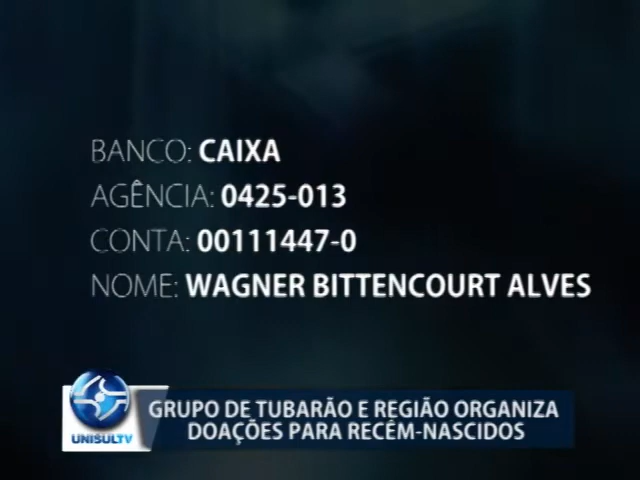 BANCO: CAIXA
AGÊNCIA: 0425-013
CONTA: 00111447-0
NOME: WAGNER BITTENCOURT ALVES
GRUPO DE TUBARÃO E REGIÃO ORGANIZA
DOAÇÕES PARA RECÉM-NASCIDOS
UNISULTV